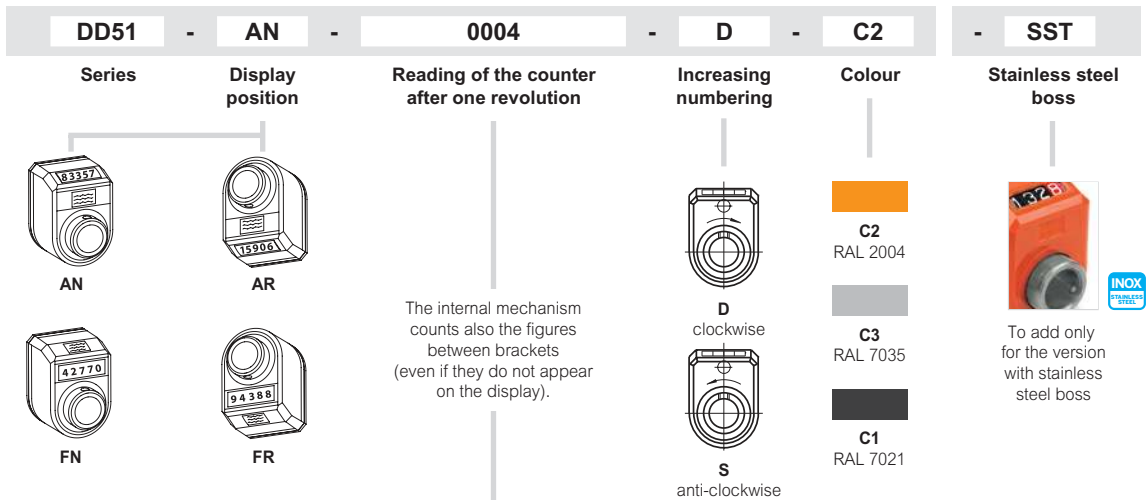 DD51 - AN - 0004 - D - C2 - SST
Series
Display
position
Reading of the counter
after one revolution
Increasing
numbering
Colour
Stainless steel
boss
83357
AN
15906
AR
42770
FN
94388
FR
The internal mechanism
counts also the figures
between brackets
(even if they do not appear
on the display).
D
clockwise
S
anti-clockwise
C2
RAL 2004
C3
RAL 7035
C1
RAL 7021
1328
INOX
STAINLESS
STEEL
To add only
for the version
with stainless
steel boss